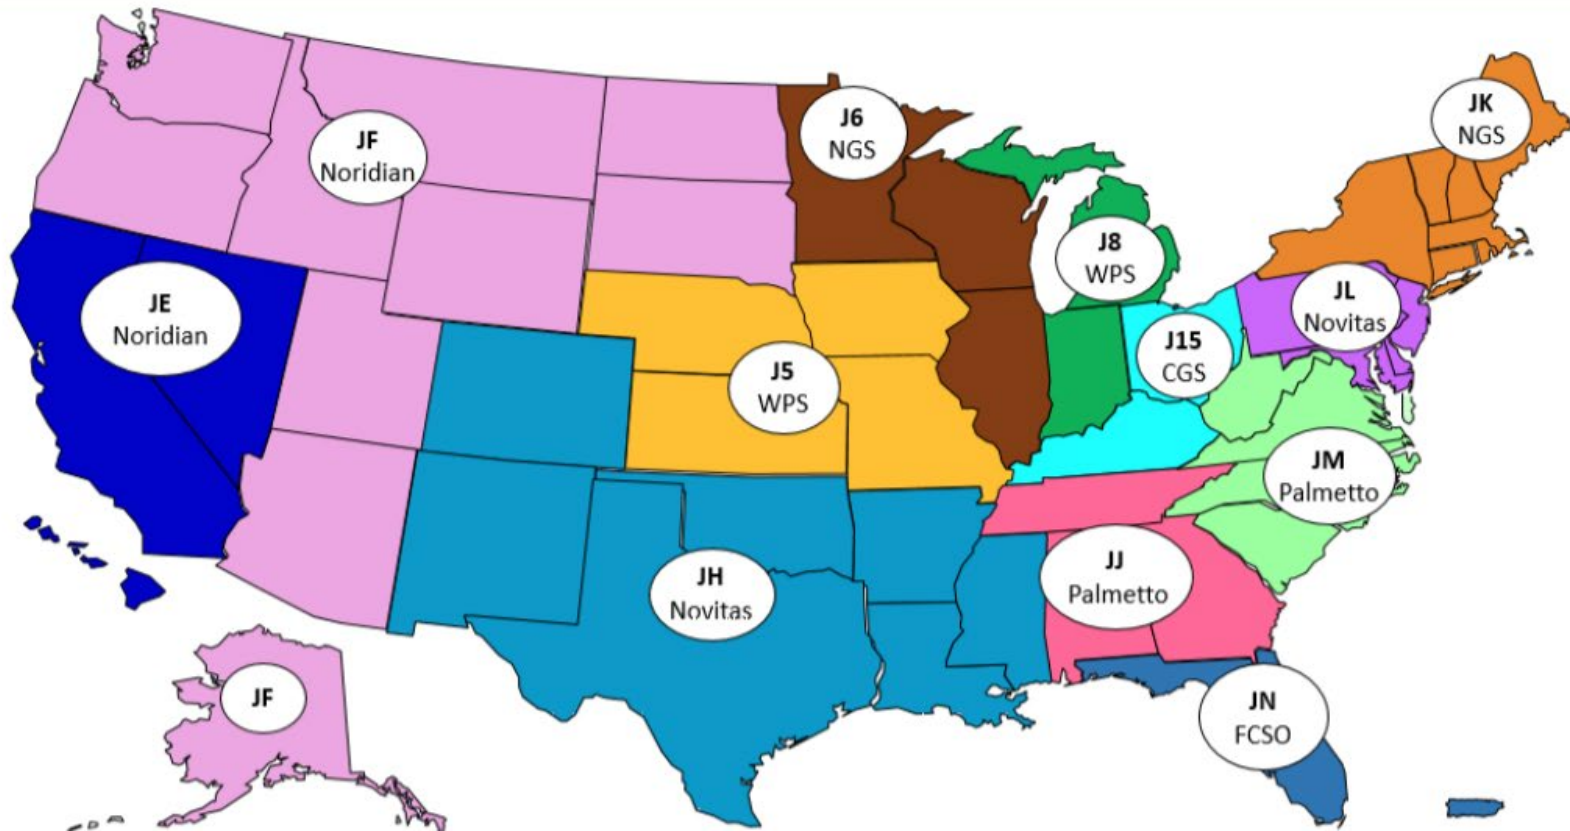 JF
Noridian
J6
NGS
JK
NGS
JE
Noridian
J8
WPS
JL
Novitas
J5
WPS
J15
CGS
JM
Palmetto
JH
Novitas
JJ
Palmetto
JF
JN
FCSO